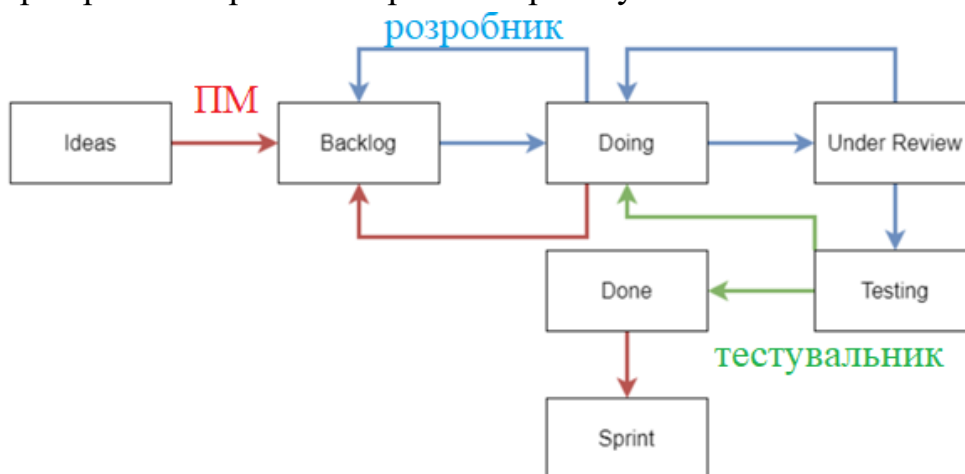 розробник
ПМ
Ideas
Backlog
Doing
Under Review
Done
Testing
тестувальник
Sprint